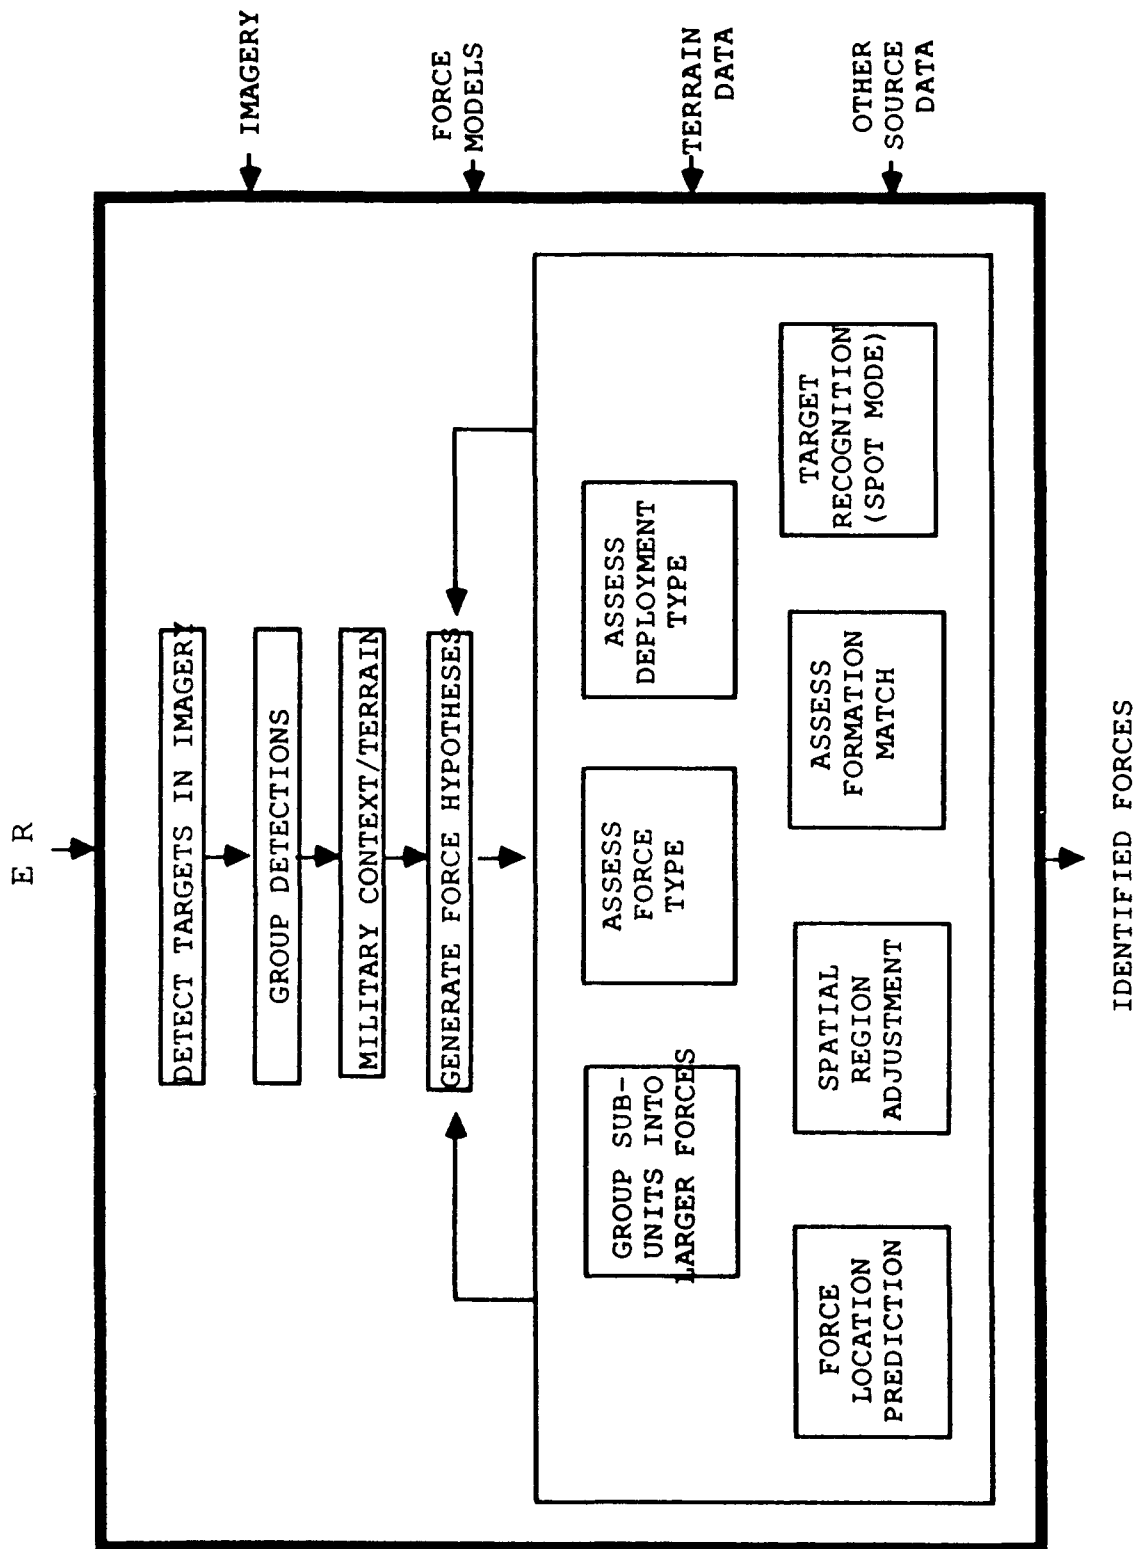 E R
IMAGERY
FORCE
MODELS
TERRAIN
DATA
OTHER
SOURCE
DATA
DETECT TARGETS IN IMAGERY
GROUP DETECTIONS
MILITARY CONTEXT/TERRAIN
GENERATE FORCE HYPOTHESES
GROUP SUB-
UNITS INTO
LARGER FORCES
ASSESS
FORCE
TYPE
ASSESS
DEPLOYMENT
TYPE
FORCE
LOCATION
PREDICTION
SPATIAL
REGION
ADJUSTMENT
ASSESS
FORMATION
MATCH
TARGET
RECOGNITION
(SPOT MODE)
IDENTIFIED FORCES